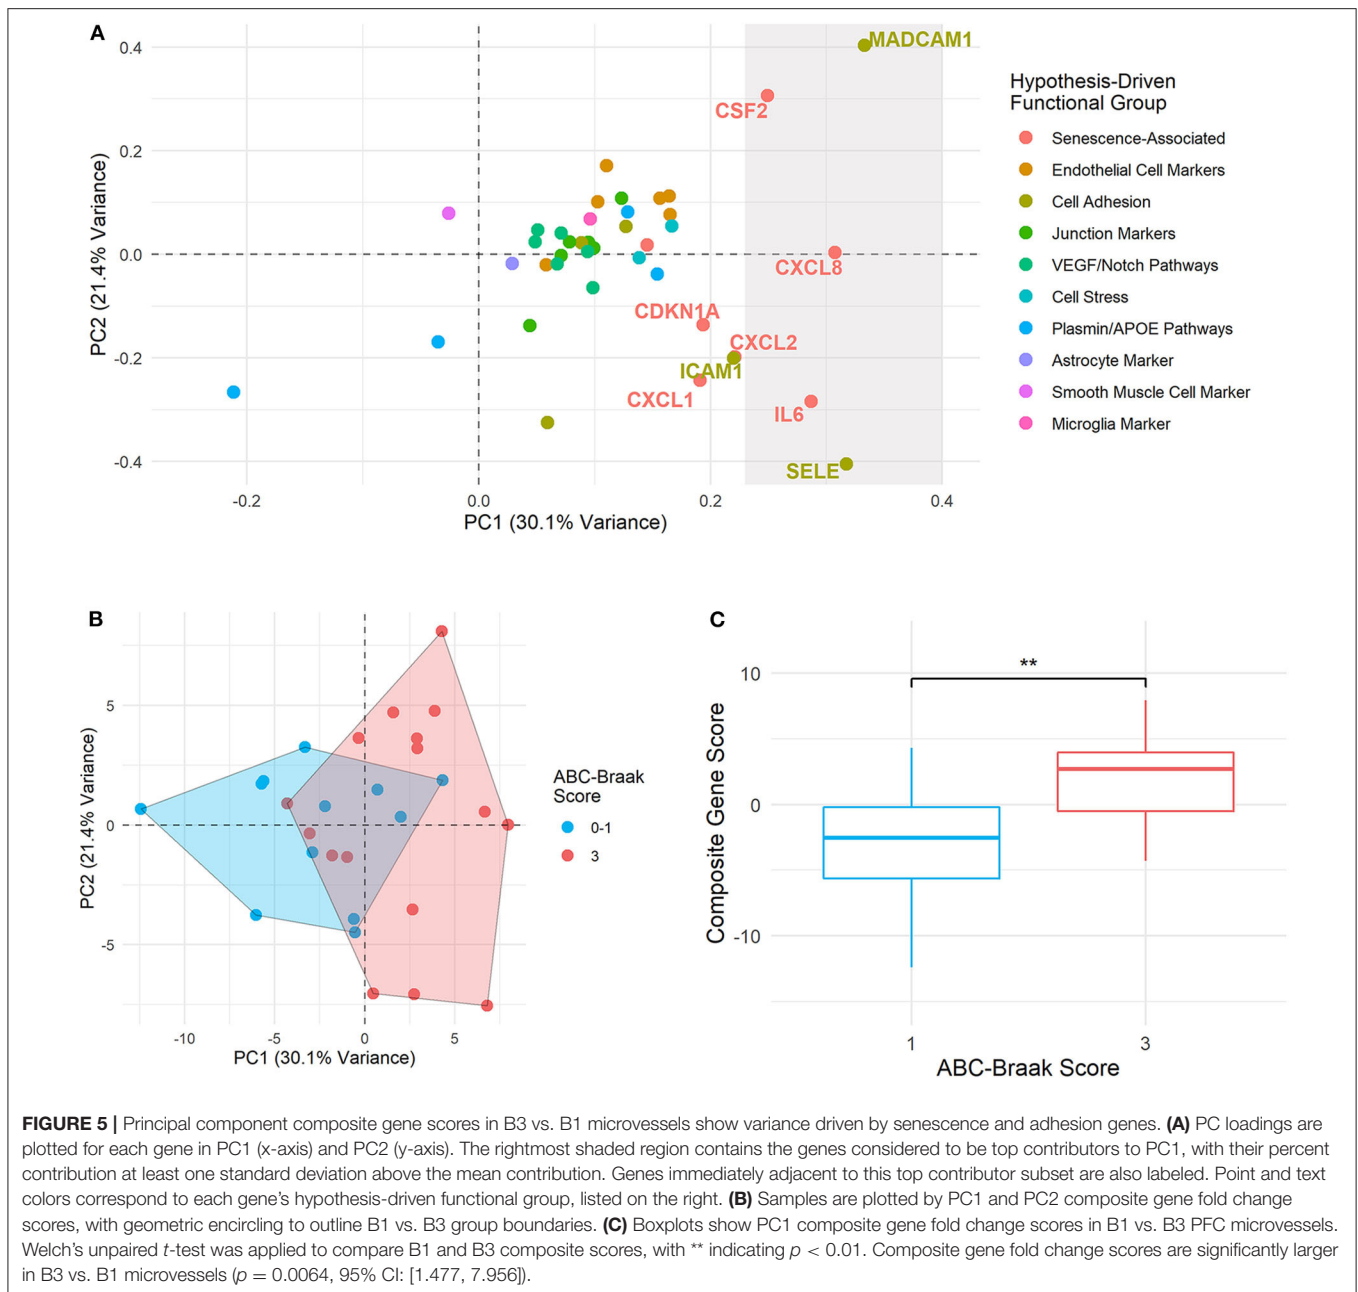 A
0.4
0.2
0.0
-0.2
-0.4
PC2 (21.4% Variance)
MADCAM1
CSF2
CXCL8
CDKN1A
CXCL2
ICAM1
CXCL1
IL6
SELE
-0.2
0.0
0.2
0.4
PC1 (30.1% Variance)
Hypothesis-Driven
Functional Group
Senescence-Associated
Endothelial Cell Markers
Cell Adhesion
Junction Markers
VEGF/Notch Pathways
Cell Stress
Plasmin/APOE Pathways
Astrocyte Marker
Smooth Muscle Cell Marker
Microglia Marker
B
5
0
-5
PC2 (21.4% Variance)
-10
-5
0
5
PC1 (30.1% Variance)
ABC-Braak
Score
0-1
3
C
**
10
0
-10
Composite Gene Score
1
3
ABC-Braak Score
FIGURE 5 | Principal component composite gene scores in B3 vs. B1 microvessels show variance driven by senescence and adhesion genes. (A) PC loadings are
plotted for each gene in PC1 (x-axis) and PC2 (y-axis). The rightmost shaded region contains the genes considered to be top contributors to PC1, with their percent
contribution at least one standard deviation above the mean contribution. Genes immediately adjacent to this top contributor subset are also labeled. Point and text
colors correspond to each gene's hypothesis-driven functional group, listed on the right. (B) Samples are plotted by PC1 and PC2 composite gene fold change
scores, with geometric encircling to outline B1 vs. B3 group boundaries. (C) Boxplots show PC1 composite gene fold change scores in B1 vs. B3 PFC microvessels.
Welch's unpaired t-test was applied to compare B1 and B3 composite scores, with ** indicating p < 0.01. Composite gene fold change scores are significantly larger
in B3 vs. B1 microvessels (p = 0.0064, 95% CI: [1.477, 7.956]).